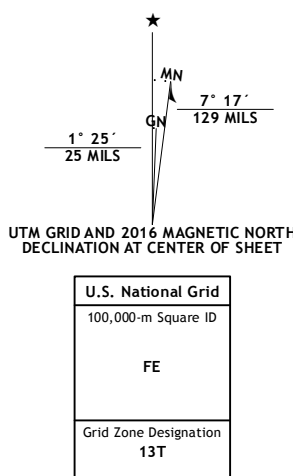 MN
GN
7° 17´
129 MILS
1° 25´
25 MILS
UTM GRID AND 2016 MAGNETIC NORTH
DECLINATION AT CENTER OF SHEET
U.S. National Grid
100,000-m Square ID
FE
Grid Zone Designation
13T